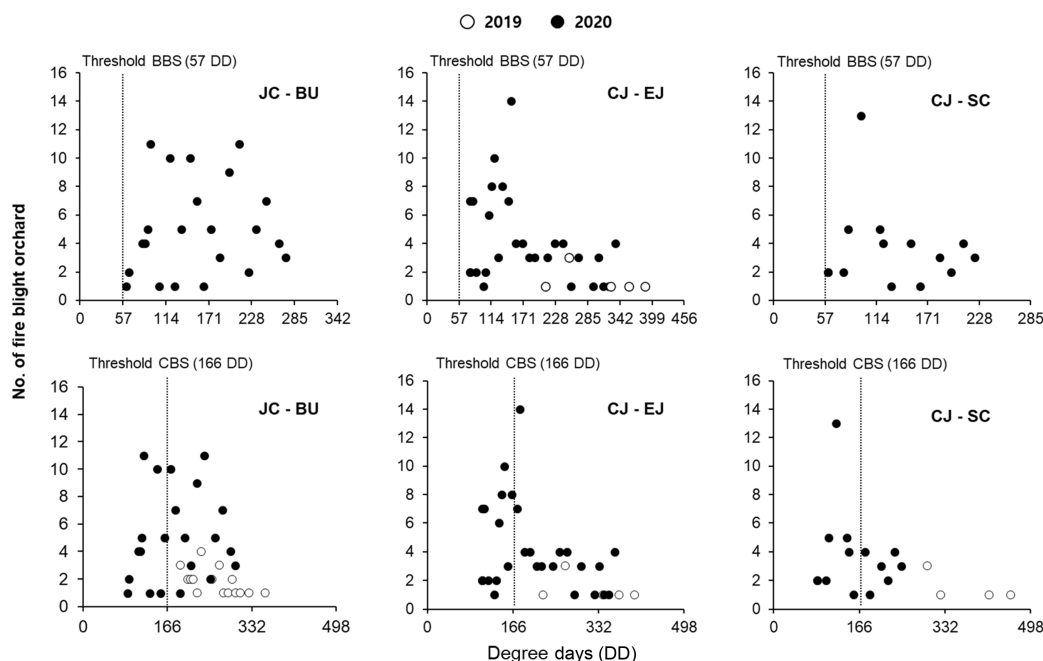 2019 2020
Threshold BBS (57 DD) Threshold BBS (57 DD) Threshold BBS (57 DD)
16 16 16
JC - BU CJ - EJ CJ - SC
14 14 14
12 12 12
10 10 10
8 8 8
6 6 6
4 4 4
2 2 2
0 0 0
0 57 114 171 228 285 342 0 57 114 171 228 285 342 399 456 0 57 114 171 228 285
No. of fire blight orchard
Threshold CBS (166 DD) Threshold CBS (166 DD) Threshold CBS (166 DD)
16 16 16
JC - BU CJ - EJ CJ - SC
14 14 14
12 12 12
10 10 10
8 8 8
6 6 6
4 4 4
2 2 2
0 0 0
0 166 332 498 0 166 332 498 0 166 332 498
Degree days (DD)